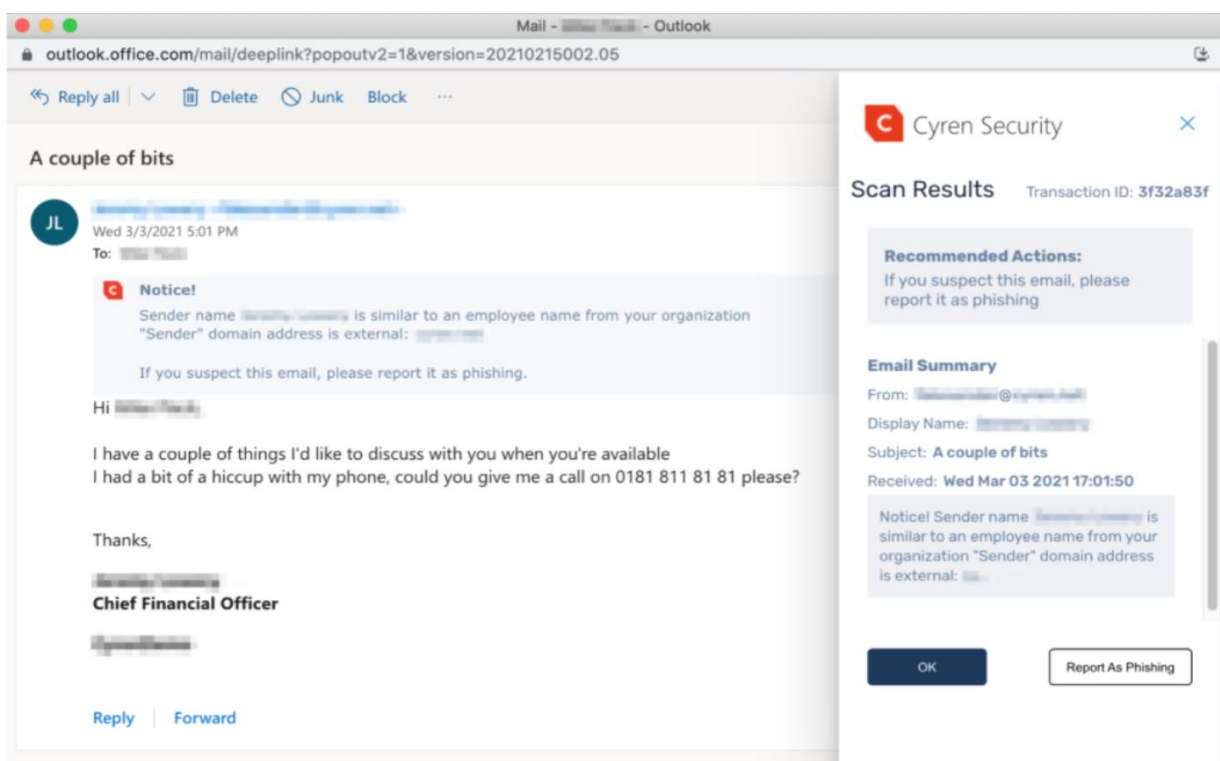 Mail - - Outlook
outlook.office.com/mail/deeplink?popoutv2=1&version=20210215002.05
Reply all Delete Junk Block ...
A couple of bits
JL
Wed 3/3/2021 5:01 PM
To:
C Notice!
Sender name is similar to an employee name from your organization
"Sender" domain address is external:
If you suspect this email, please report it as phishing.
Hi
I have a couple of things I'd like to discuss with you when you're available
I had a bit of a hiccup with my phone, could you give me a call on 0181 811 81 81 please?
Thanks,
Chief Financial Officer
Reply Forward
C Cyren Security
Scan Results Transaction ID: 3f32a83f
Recommended Actions:
If you suspect this email, please
report it as phishing
Email Summary
From: @
Display Name:
Subject: A couple of bits
Received: Wed Mar 03 2021 17:01:50
Notice! Sender name is
similar to an employee name from your
organization "Sender" domain address
is external:
OK Report As Phishing